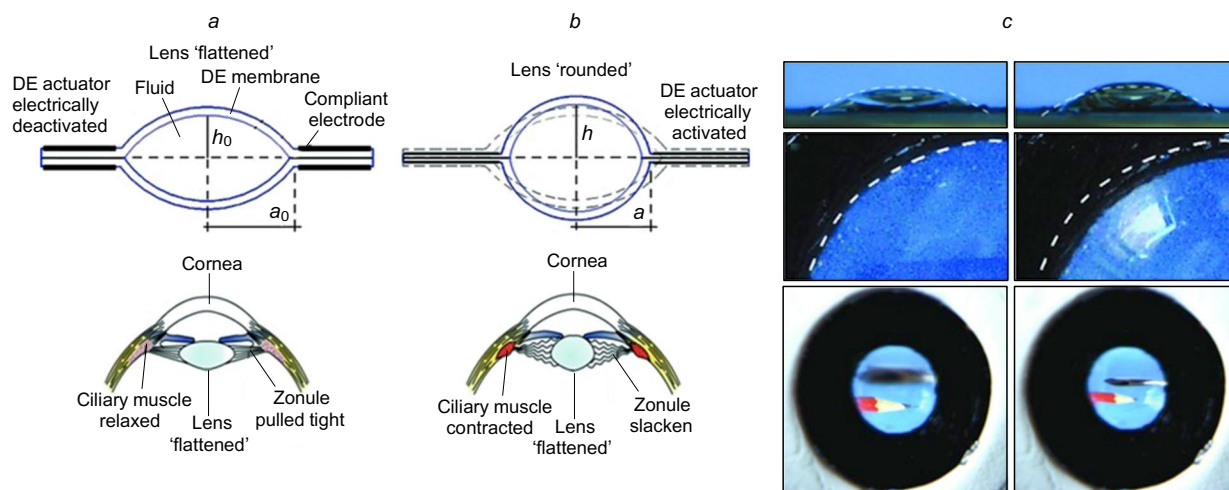 a
Lens ‘flattened’
DE actuator
electrically
deactivated
Fluid
DE membrane
Compliant
electrode
h0
a0
Cornea
Ciliary muscle
relaxed
Lens
‘flattened’
Zonule
pulled tight
b
Lens ‘rounded’
DE actuator
electrically
activated
h
a
Cornea
Ciliary muscle
contracted
Lens
‘flattened’
Zonule
slacken
c